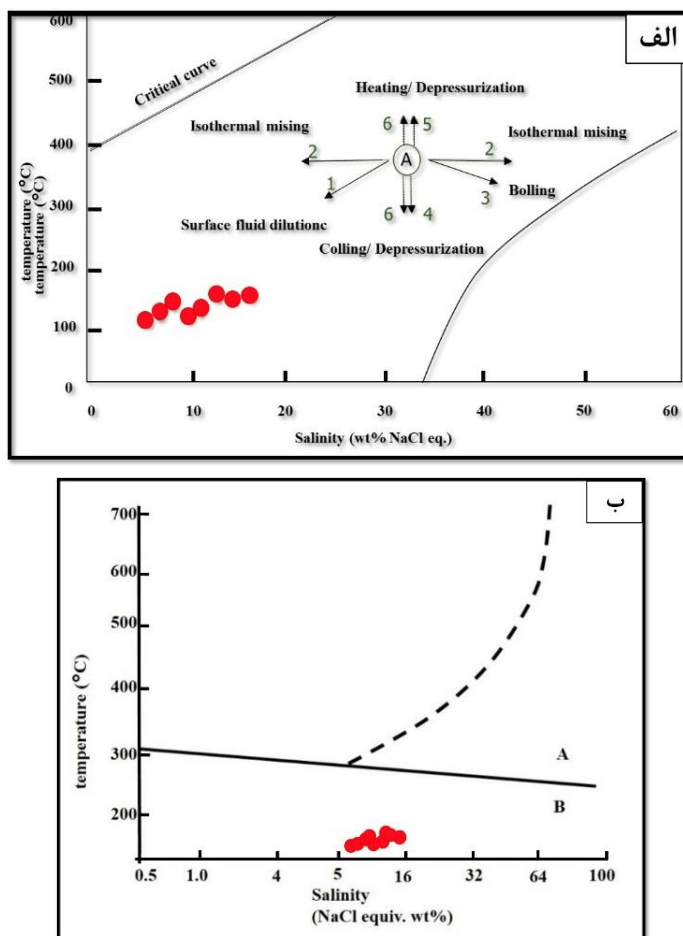 الف
600
500
400
300
200
100
0
temperature (°C)
temperature (°C)
Critieal curve
Heating/ Depressurization
6 5
Isothermal mising
Isothermal mising
2
A
2
1
3
Bolling
6 4
Surface fluid dilutionc
Colling/ Depressurization
0 10 20 30 40 50 60
Salinity (wt% NaCl eq.)
ب
700
600
500
400
300
200
temperature (°C)
A
B
0.5 1.0 4 5 16 32 64 100
Salinity
(NaCl equiv. wt%)